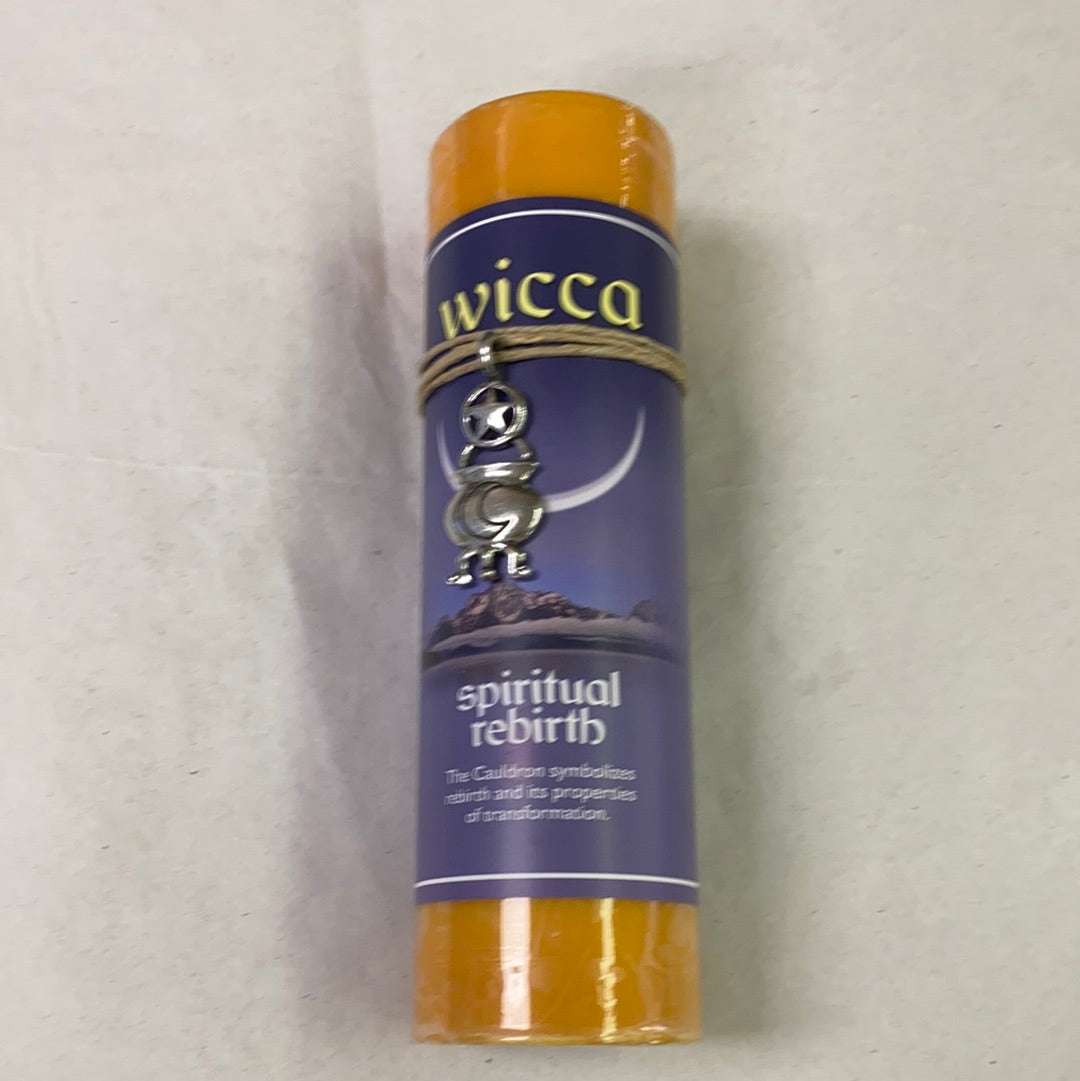 wicca
spiritual
rebirth
The Cauldron symbolizes
rebirth and its properties
of transformation.